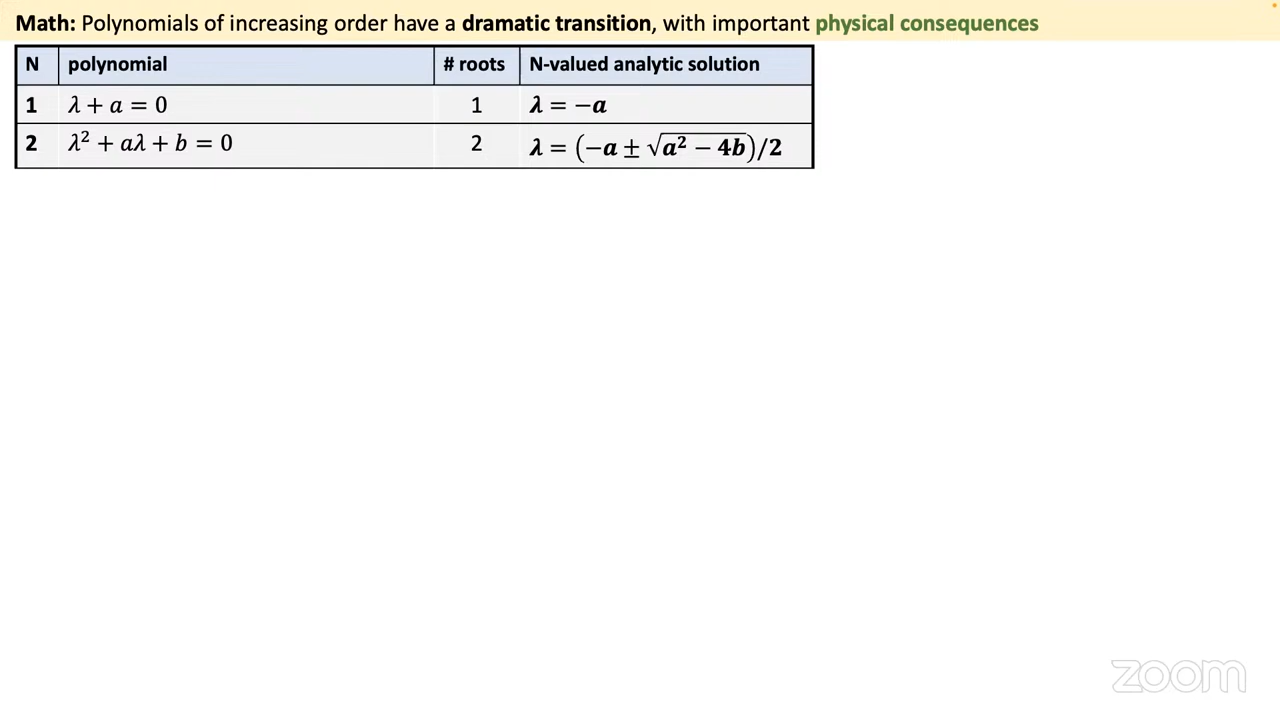 Math: Polynomials of increasing order have a dramatic transition, with important physical consequences
N polynomial # roots N-valued analytic solution
1 λ + a = 0 1 λ = −a
2 λ² + aλ + b = 0 2 λ = (−a ± √a² − 4b)/2
zoom